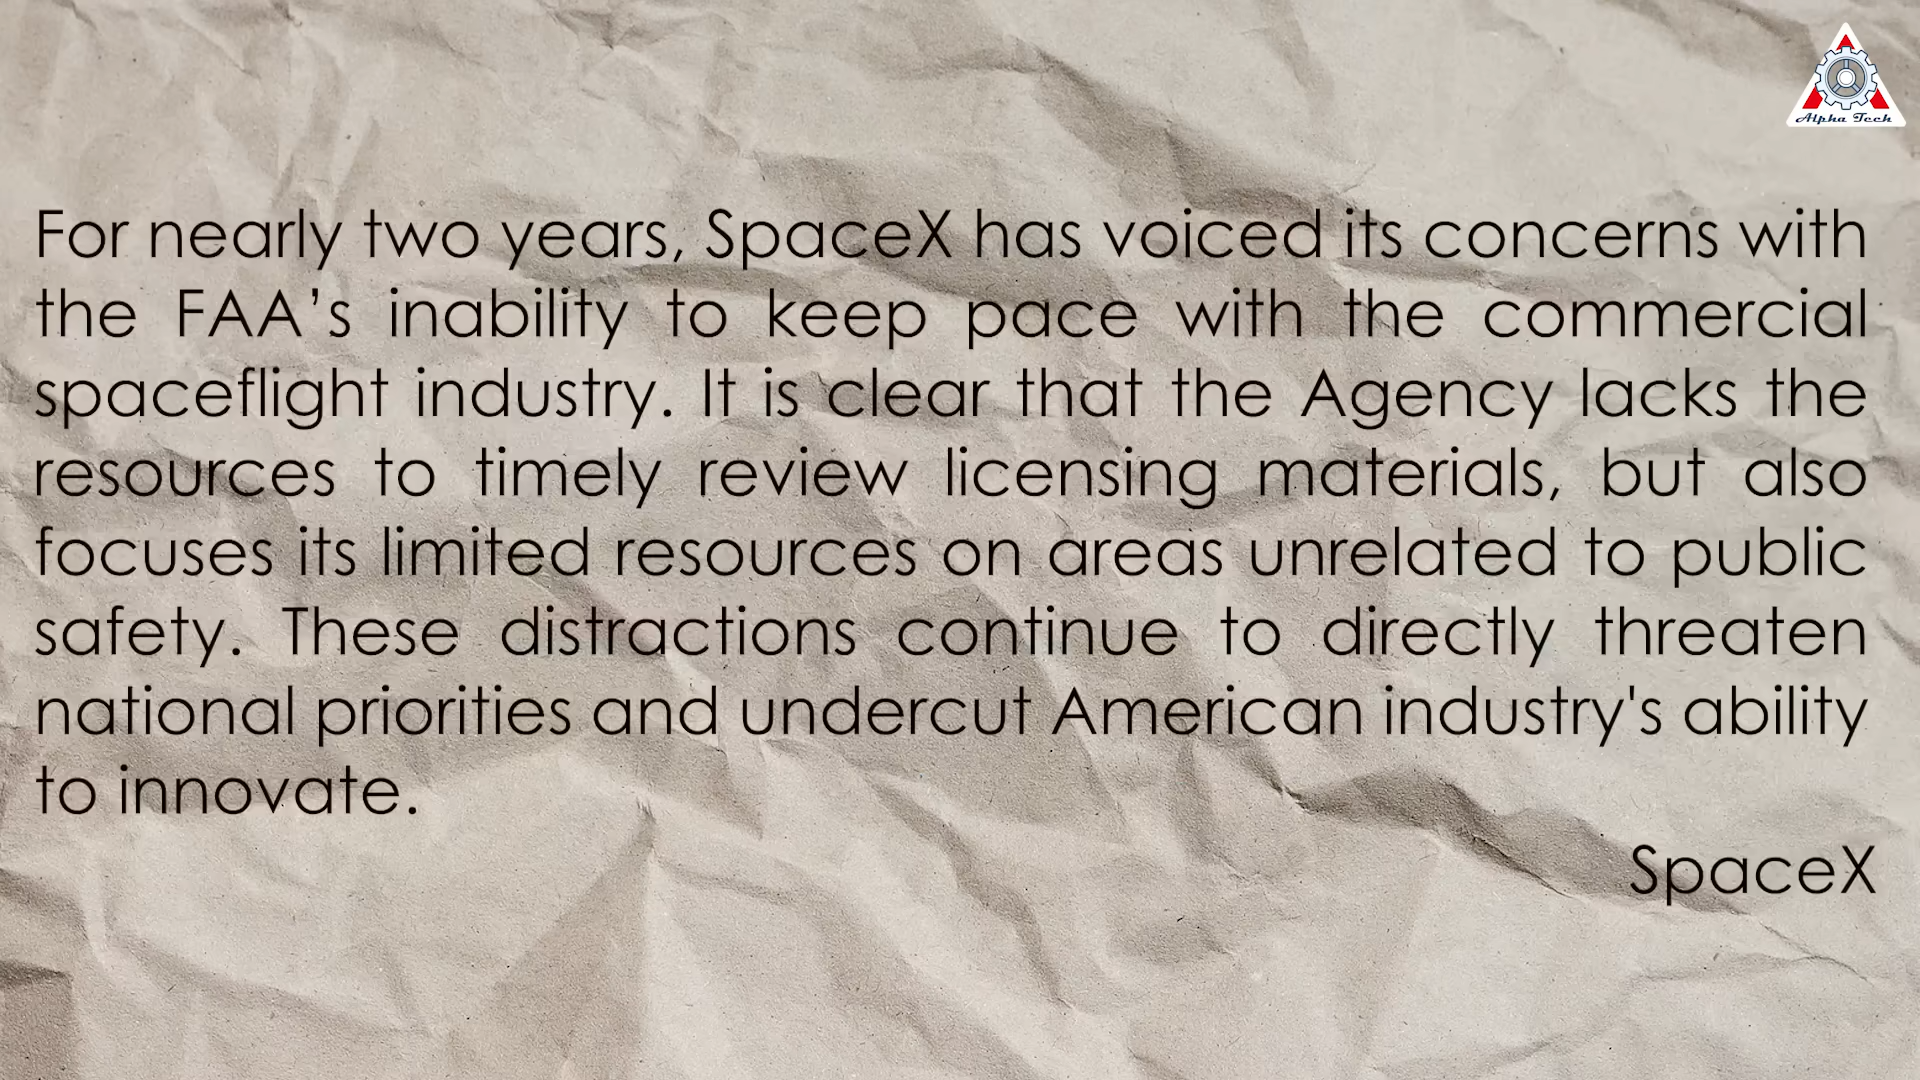 Alpha Tech
For nearly two years, SpaceX has voiced its concerns with
the FAA’s inability to keep pace with the commercial
spaceflight industry. It is clear that the Agency lacks the
resources to timely review licensing materials, but also
focuses its limited resources on areas unrelated to public
safety. These distractions continue to directly threaten
national priorities and undercut American industry's ability
to innovate.
SpaceX